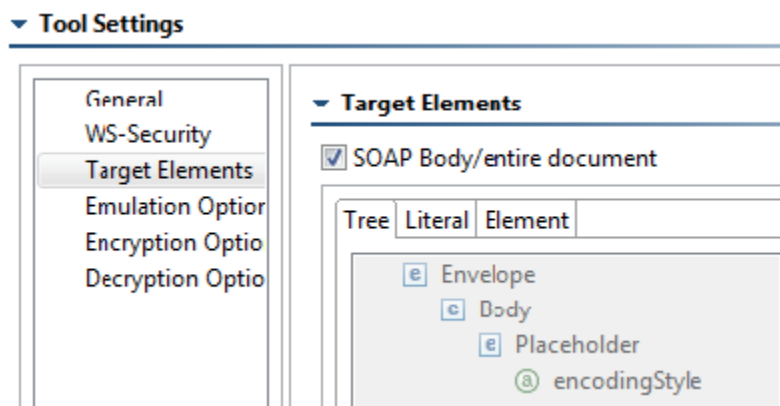 Tool Settings
General
WS-Security
Target Elements
Emulation Option
Encryption Optio
Decryption Optio
Target Elements
SOAP Body/entire document
Tree Literal Element
e Envelope
c Body
e Placeholder
a encodingStyle